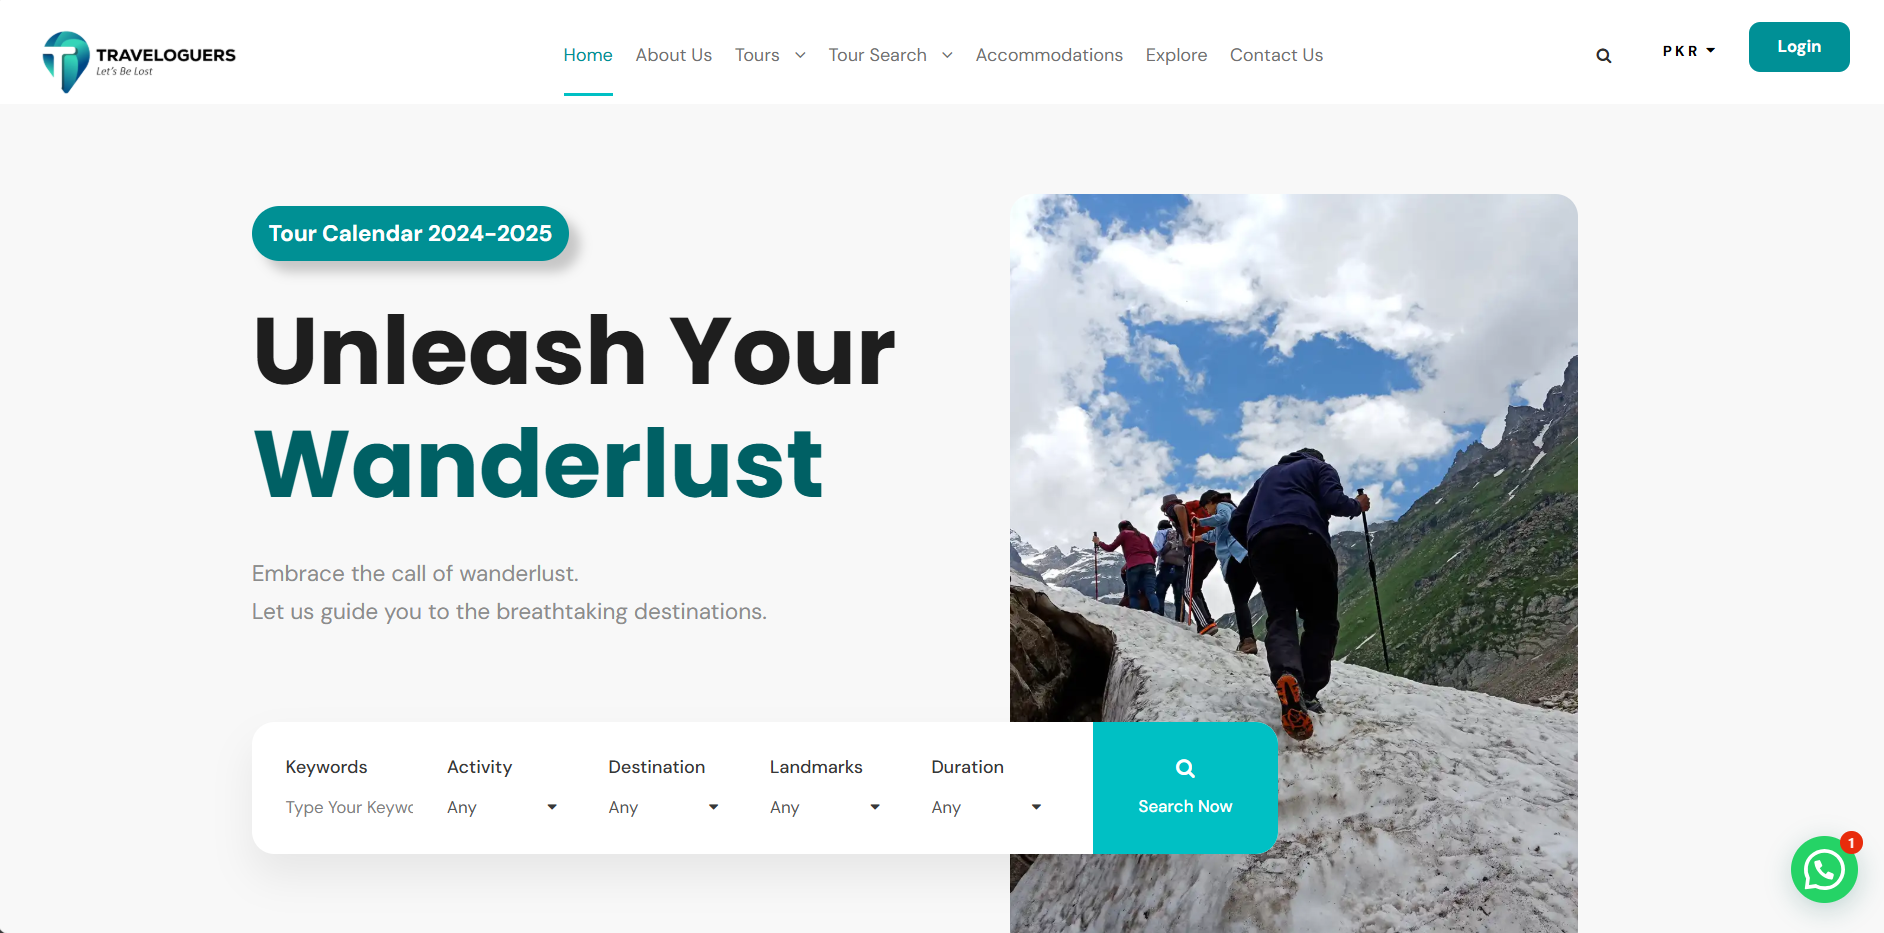 TRAVELOGUERS
Let's Be Lost
Home About Us Tours Tour Search Accommodations Explore Contact Us
PKR
Login
Tour Calendar 2024-2025
Unleash Your
Wanderlust
Embrace the call of wanderlust.
Let us guide you to the breathtaking destinations.
Keywords Activity Destination Landmarks Duration
Type Your Keywo Any Any Any Any
Search Now
1